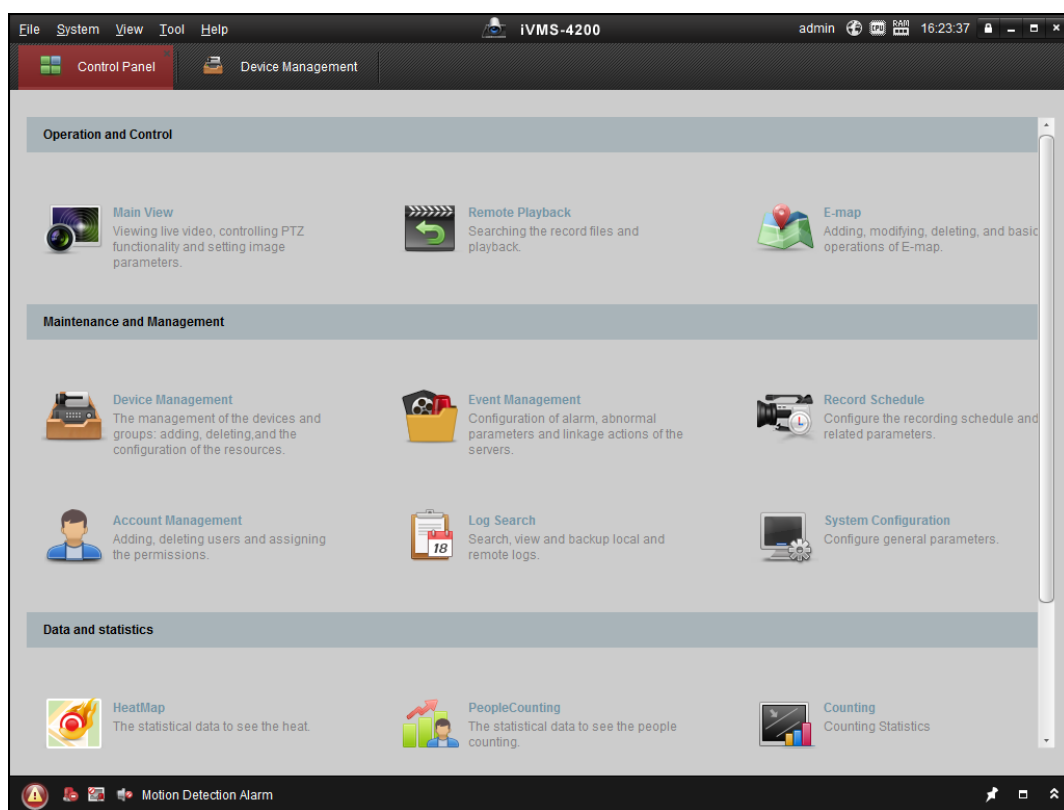 File System View Tool Help iVMS-4200 admin CPU RAM 16:23:37
Control Panel Device Management
Operation and Control
Main View
Viewing live video, controlling PTZ
functionality and setting image
parameters.
Remote Playback
Searching the record files and
playback.
E-map
Adding, modifying, deleting, and basic
operations of E-map.
Maintenance and Management
Device Management
The management of the devices and
groups: adding, deleting,and the
configuration of the resources.
Event Management
Configuration of alarm, abnormal
parameters and linkage actions of the
servers.
Record Schedule
Configure the recording schedule and
related parameters.
Account Management
Adding, deleting users and assigning
the permissions.
18
Log Search
Search, view and backup local and
remote logs.
System Configuration
Configure general parameters.
Data and statistics
HeatMap
The statistical data to see the heat.
PeopleCounting
The statistical data to see the people
counting.
Counting
Counting Statistics
Motion Detection Alarm